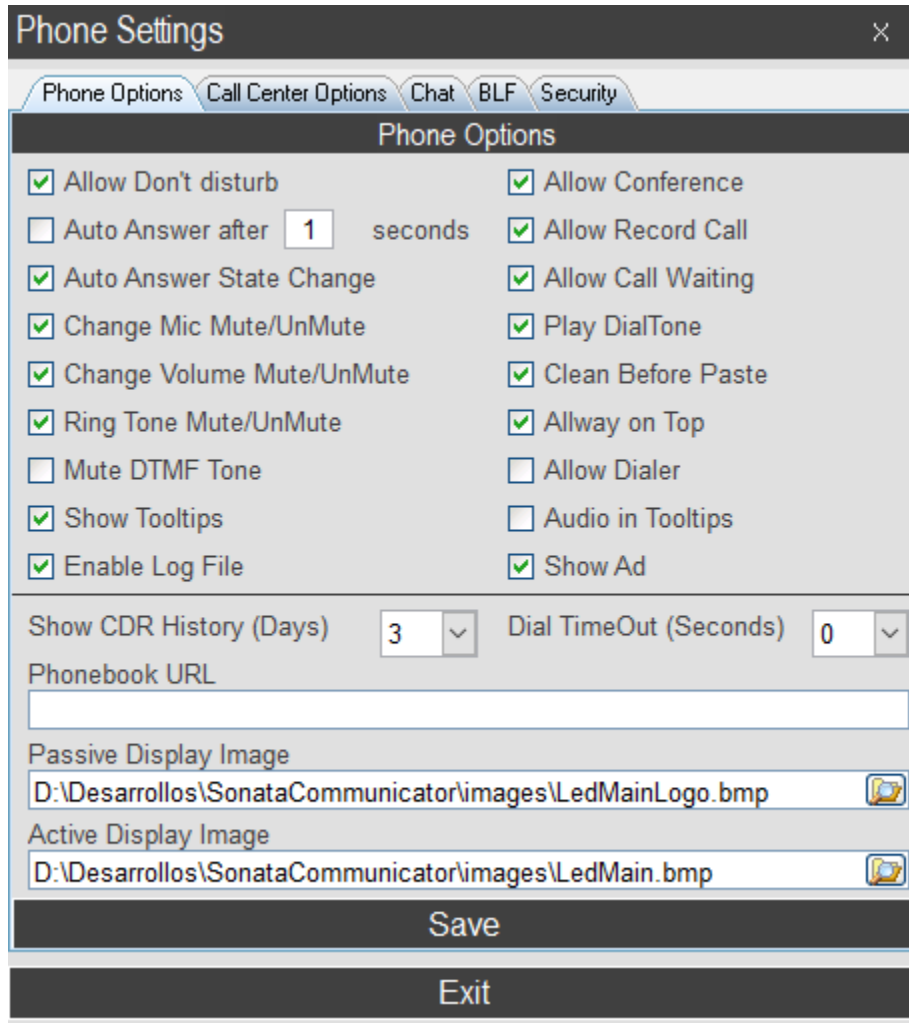 Phone Settings
Phone Options Call Center Options Chat BLF Security
Phone Options
Allow Don't disturb Allow Conference
Auto Answer after 1 seconds Allow Record Call
Auto Answer State Change Allow Call Waiting
Change Mic Mute/UnMute Play DialTone
Change Volume Mute/UnMute Clean Before Paste
Ring Tone Mute/UnMute Allway on Top
Mute DTMF Tone Allow Dialer
Show Tooltips Audio in Tooltips
Enable Log File Show Ad
Show CDR History (Days) 3 Dial TimeOut (Seconds) 0
Phonebook URL
Passive Display Image
D:\Desarrollos\SonataCommunicator\images\LedMainLogo.bmp
Active Display Image
D:\Desarrollos\SonataCommunicator\images\LedMain.bmp
Save
Exit